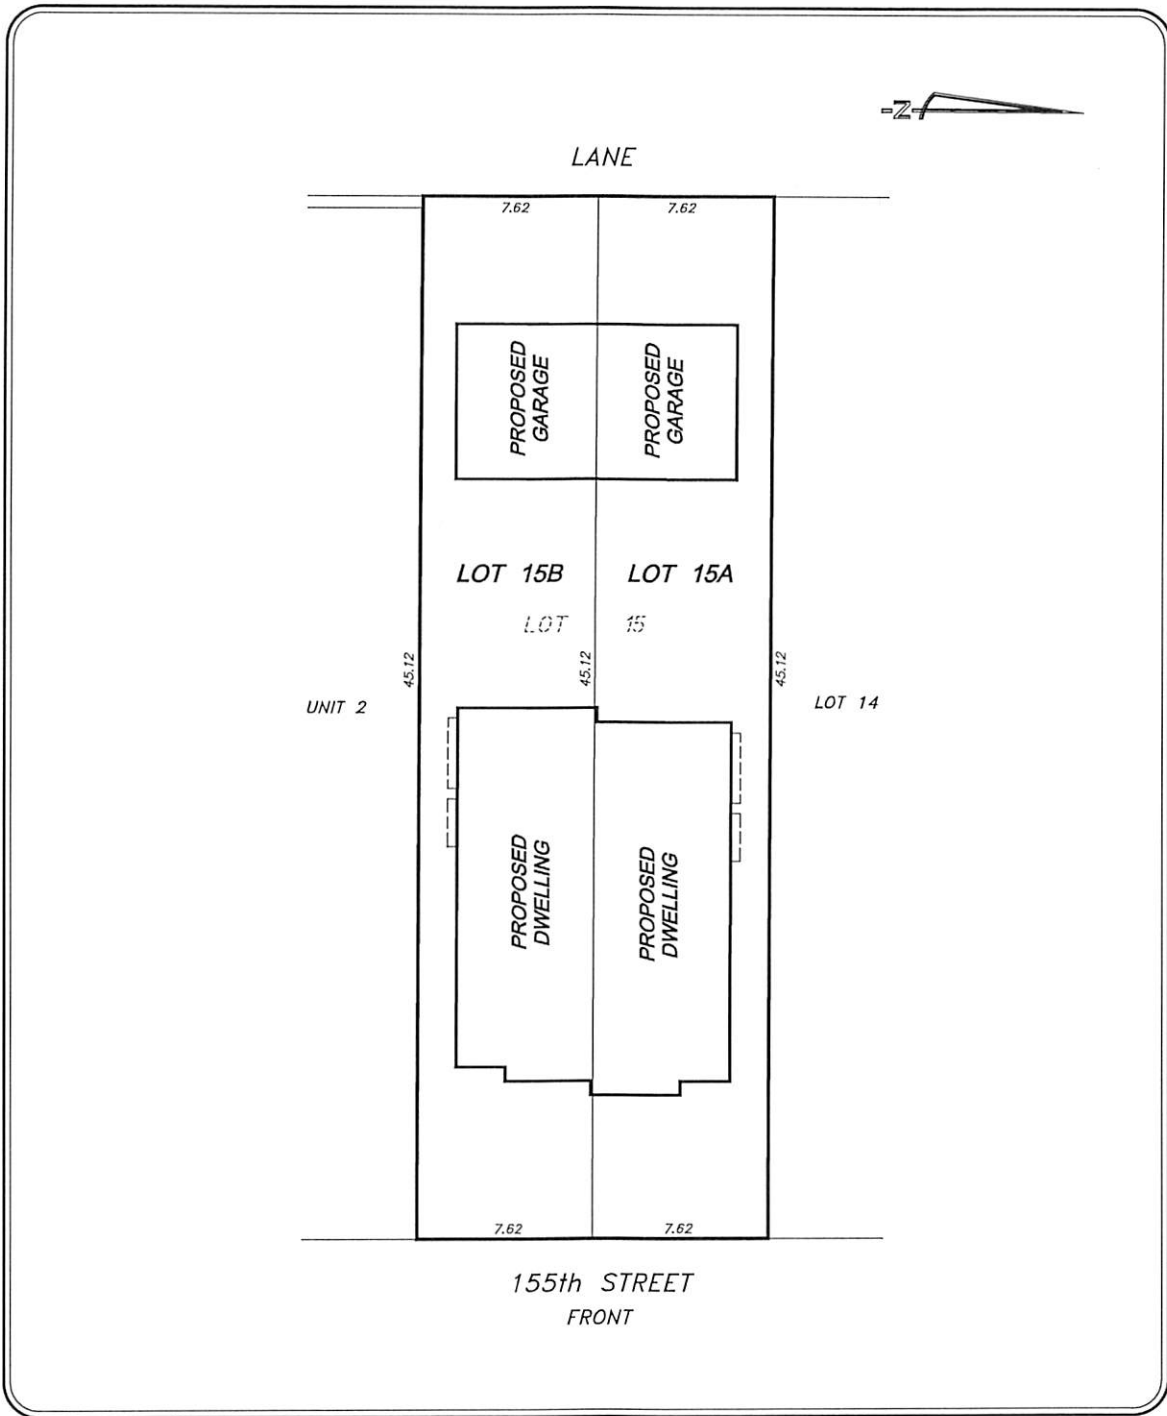 -Z-
LANE
7.62 7.62
PROPOSED
GARAGE
PROPOSED
GARAGE
LOT 15B LOT 15A
LOT 15
45.12 45.12 45.12
UNIT 2 LOT 14
PROPOSED
DWELLING
PROPOSED
DWELLING
7.62 7.62
155th STREET
FRONT